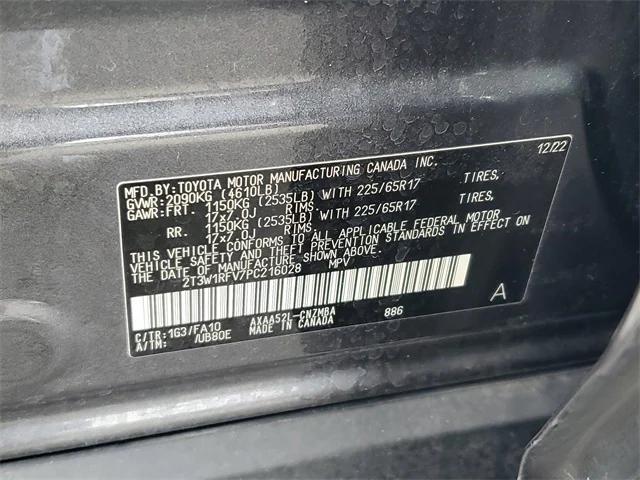 MFD.BY:TOYOTA MOTOR MANUFACTURING CANADA INC. 12/22
GVWR:2090KG (4610LB)
GAWR:FRT. 1150KG (2535LB) WITH 225/65R17 TIRES,
17x7.0J RIMS
RR. 1150KG (2535LB) WITH 225/65R17 TIRES,
17x7.0J RIMS
THIS VEHICLE CONFORMS TO ALL APPLICABLE FEDERAL MOTOR
VEHICLE SAFETY AND THEFT PREVENTION STANDARDS IN EFFECT ON
THE DATE OF MANUFACTURE SHOWN ABOVE.
2T3W1RFV7PC216028 MPV
A
C/TR:1G3/FA10 AXAA52L-CNZMBA 886
A/TM: /UB80E MADE IN CANADA